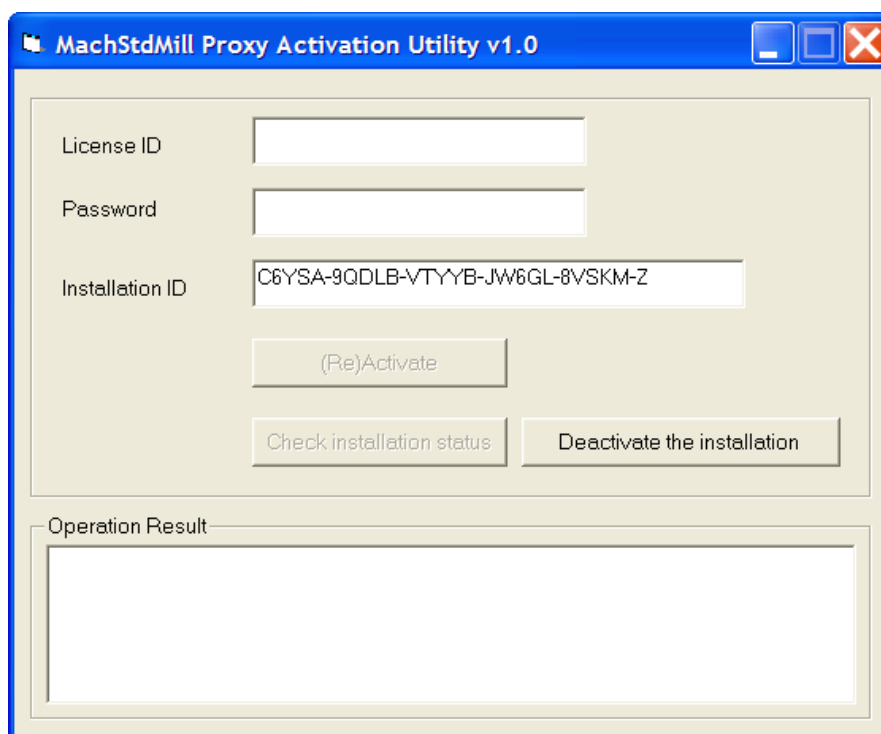 MachStdMill Proxy Activation Utility v1.0
License ID
Password
Installation ID
C6YSA-9QDLB-VTYYB-JW6GL-8VSKM-Z
(Re)Activate
Check installation status
Deactivate the installation
Operation Result